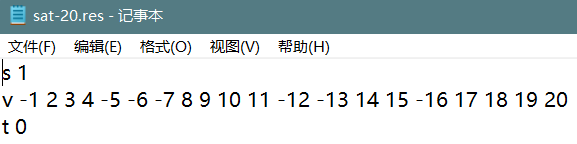 sat-20.res - 记事本
文件(F) 编辑(E) 格式(O) 视图(V) 帮助(H)
s 1
v -1 2 3 4 -5 -6 -7 8 9 10 11 -12 -13 14 15 -16 17 18 19 20
t 0